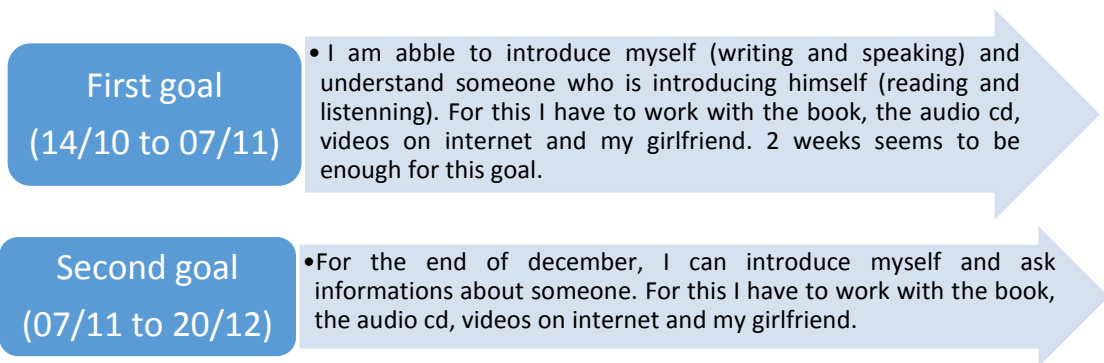 First goal
(14/10 to 07/11)
• I am abble to introduce myself (writing and speaking) and
understand someone who is introducing himself (reading and
listenning). For this I have to work with the book, the audio cd,
videos on internet and my girlfriend. 2 weeks seems to be
enough for this goal.
Second goal
(07/11 to 20/12)
•For the end of december, I can introduce myself and ask
informations about someone. For this I have to work with the book,
the audio cd, videos on internet and my girlfriend.